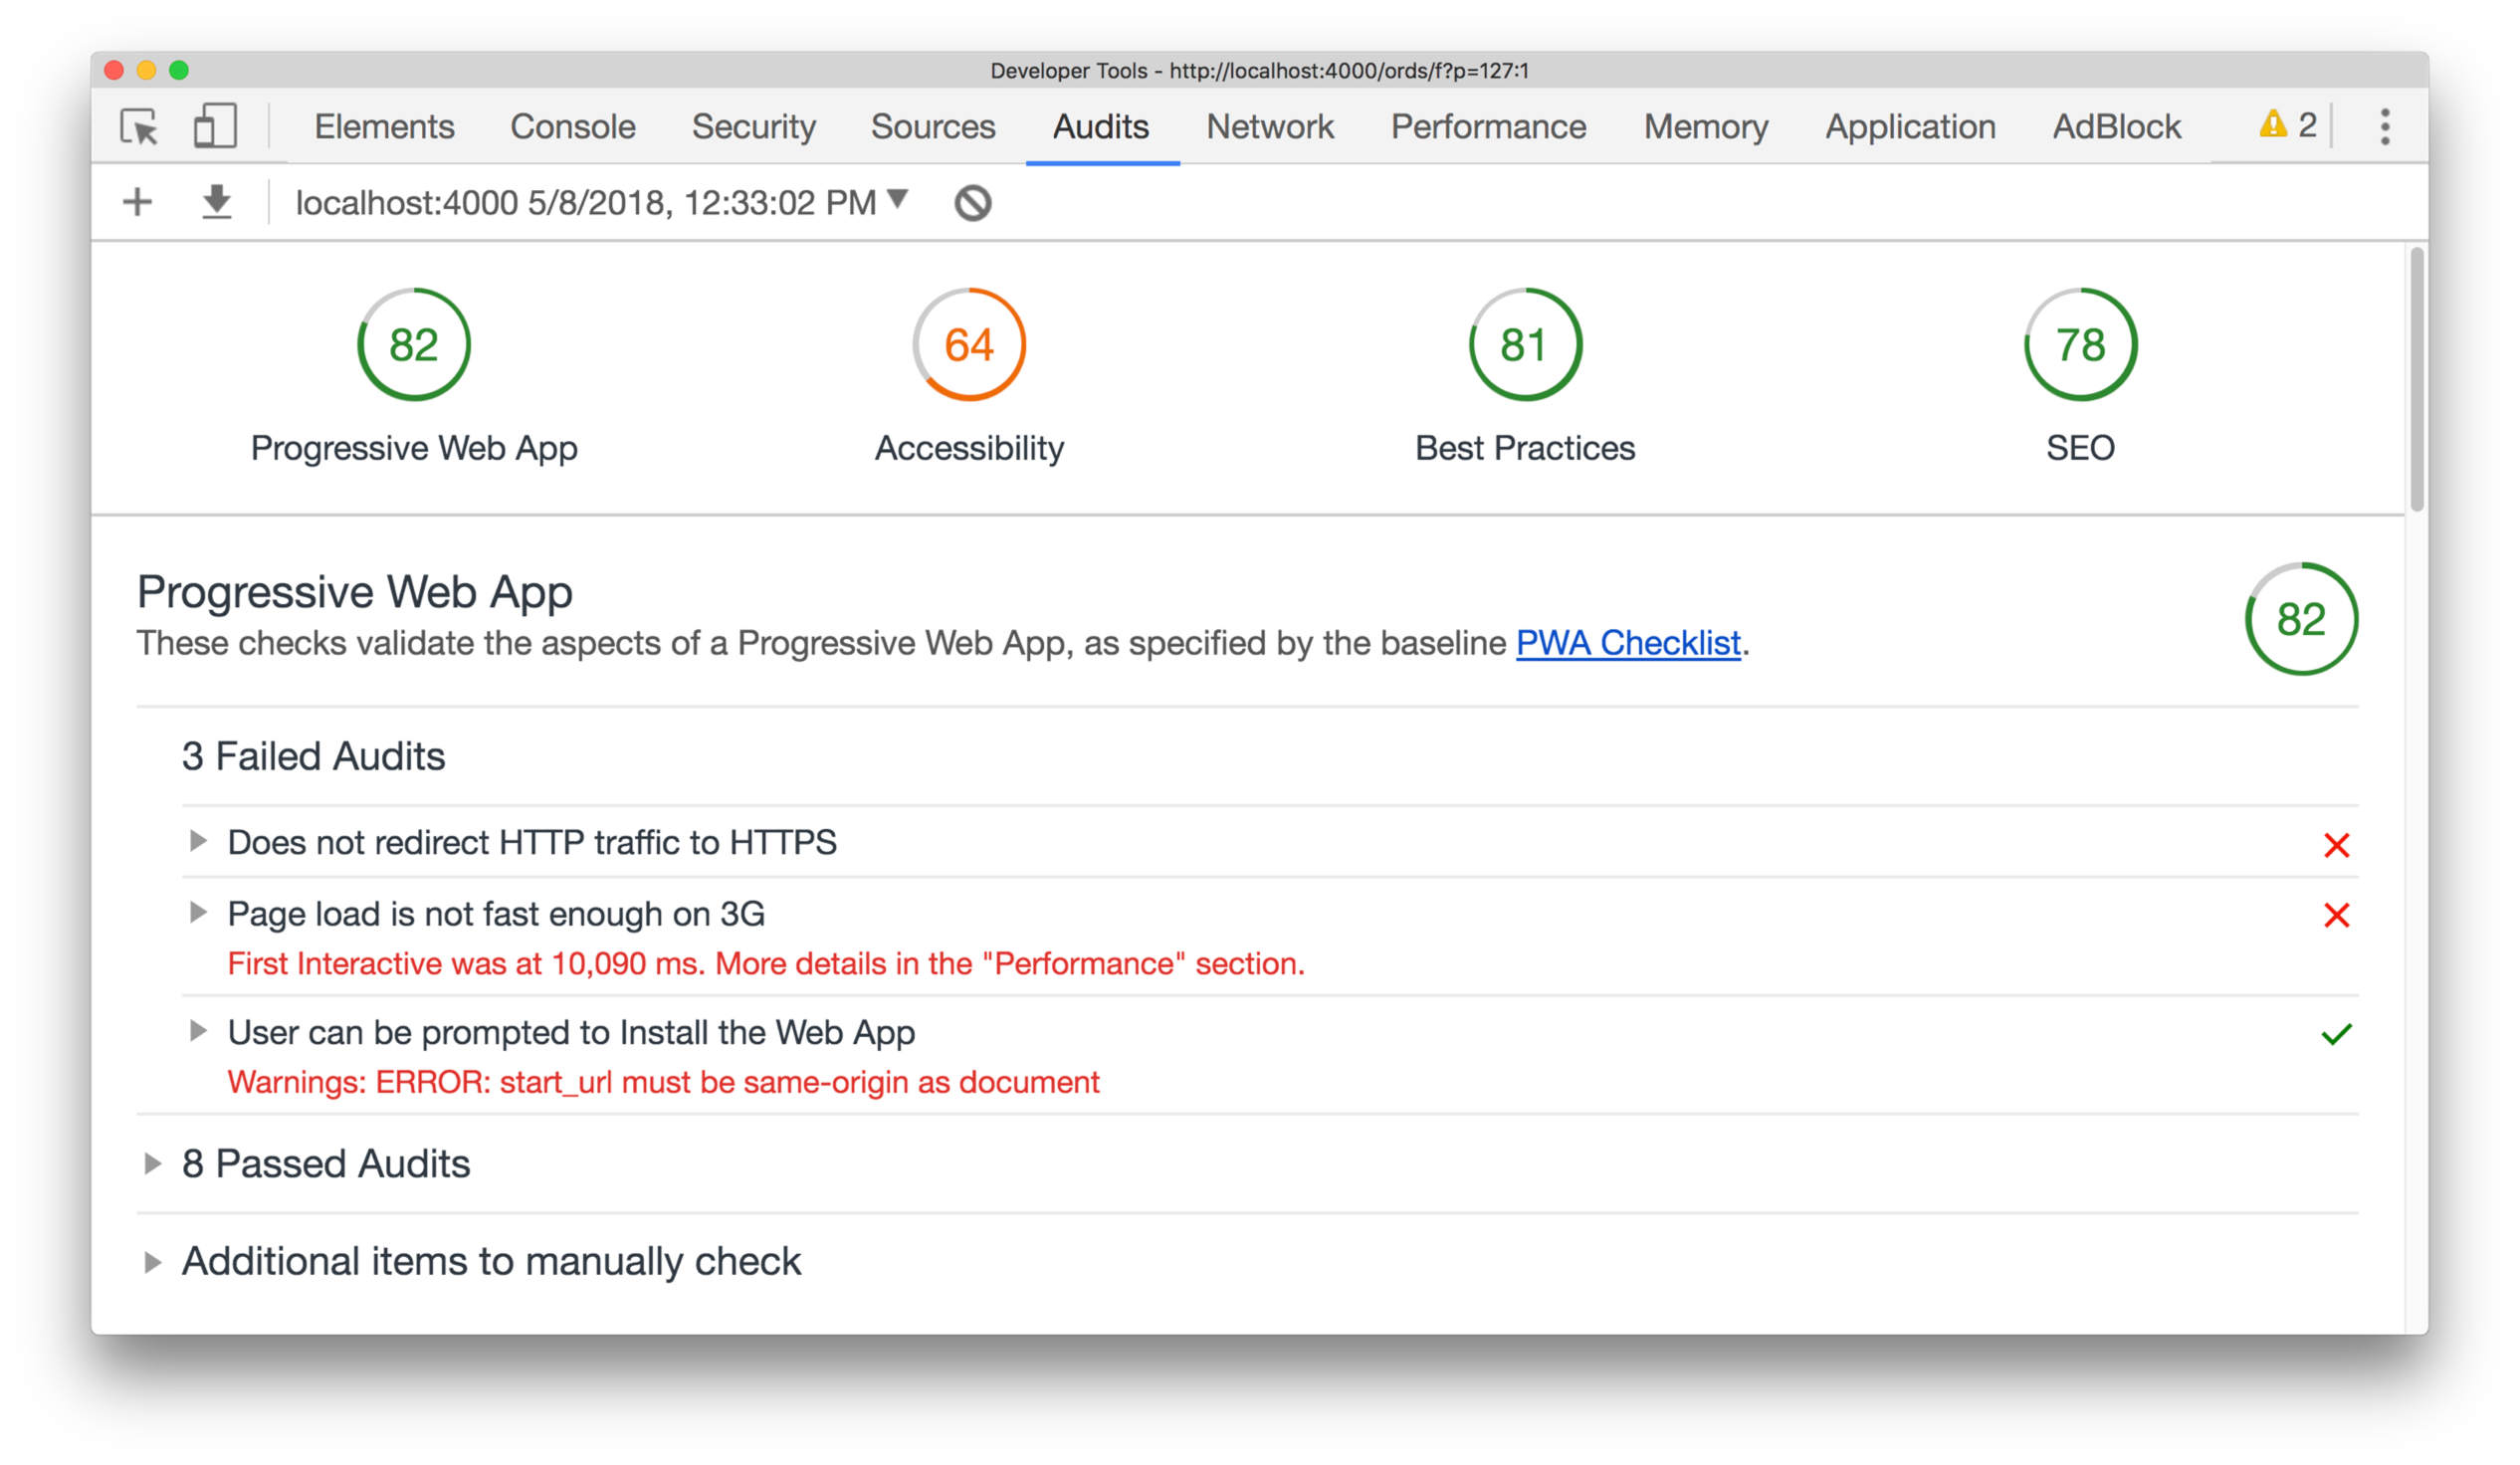 Developer Tools - http://localhost:4000/ords/f?p=127:1
Elements Console Security Sources Audits Network Performance Memory Application AdBlock 2
localhost:4000 5/8/2018, 12:33:02 PM
82 64 81 78
Progressive Web App Accessibility Best Practices SEO
Progressive Web App
These checks validate the aspects of a Progressive Web App, as specified by the baseline PWA Checklist.
82
3 Failed Audits
Does not redirect HTTP traffic to HTTPS
Page load is not fast enough on 3G
First Interactive was at 10,090 ms. More details in the "Performance" section.
User can be prompted to Install the Web App
Warnings: ERROR: start_url must be same-origin as document
8 Passed Audits
Additional items to manually check